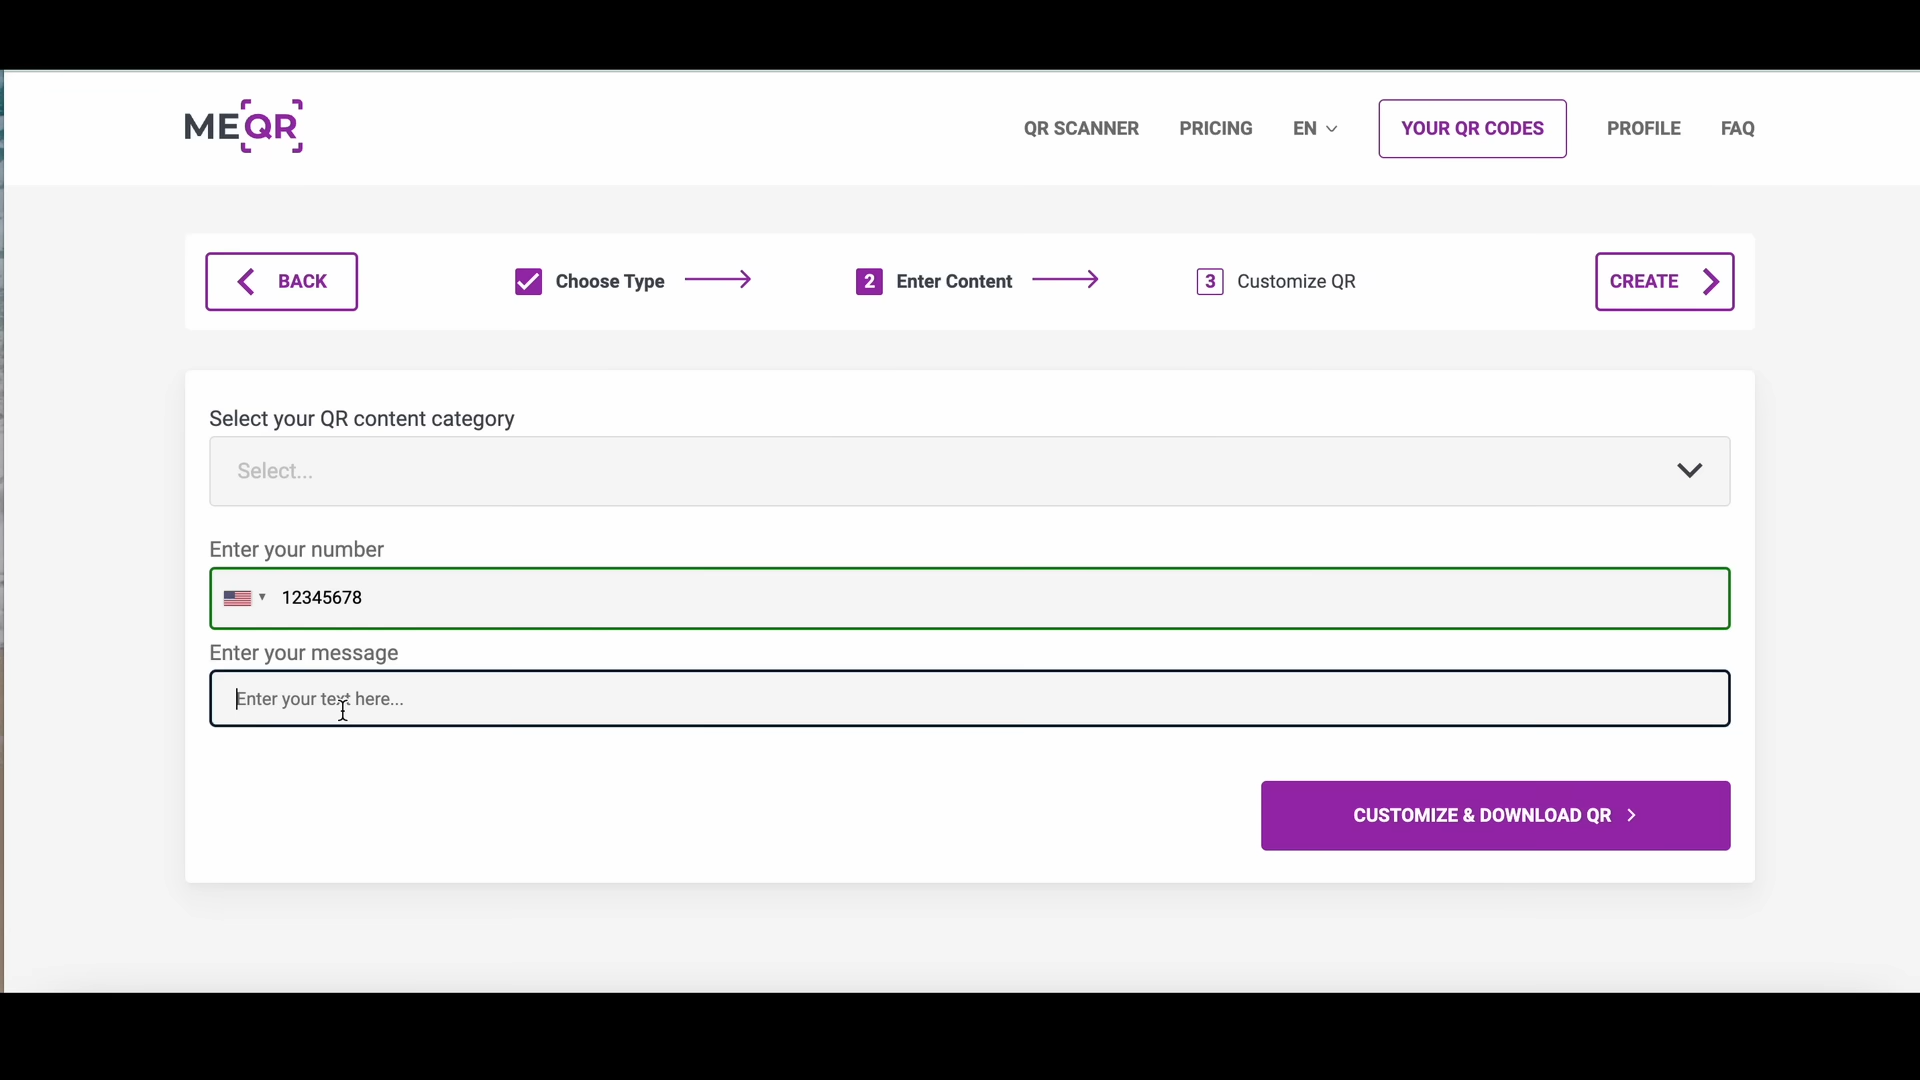 MEQR
QR SCANNER PRICING EN YOUR QR CODES PROFILE FAQ
BACK Choose Type 2 Enter Content 3 Customize QR CREATE
Select your QR content category
Select...
Enter your number
12345678
Enter your message
Enter your text here...
CUSTOMIZE & DOWNLOAD QR